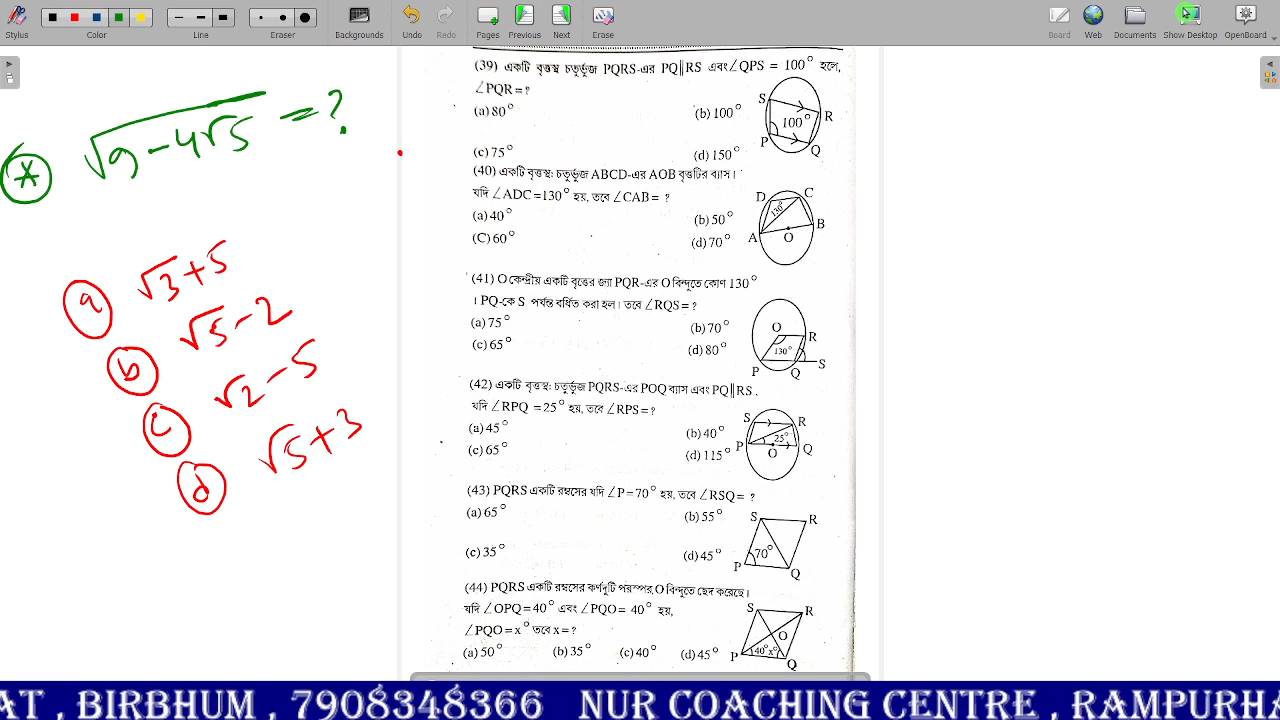 Stylus
Color
Line
Eraser
Backgrounds
Undo
Redo
Pages
Previous
Next
Erase
Board
Web
Documents
Show Desktop
OpenBoard
√9-4√5 = ?
a √3+5
b √5-2
c √2-5
d √5+3
(39) একটি বৃত্তস্থ চতুর্ভুজ PQRS-এর PQ||RS এবং∠QPS = 100° হলে,
∠PQR = ?
(a) 80° (b) 100°
(c) 75° (d) 150°
S R 100° P Q
(40) একটি বৃত্তস্থ: চতুর্ভুজ ABCD-এর AOB বৃত্তটির ব্যাস।
যদি ∠ADC =130° হয়, তবে ∠CAB = ?
(a) 40° (b) 50°
(C) 60° (d) 70°
D C 130° A O B
(41) O কেন্দ্রীয় একটি বৃত্তের জ্যা PQR-এর O বিন্দুতে কোণ 130°
। PQ-কে S পর্যন্ত বর্ধিত করা হল। তবে ∠RQS = ?
(a) 75° (b) 70°
(c) 65° (d) 80°
O R 130° P Q S
(42) একটি বৃত্তস্থ: চতুর্ভুজ PQRS-এর POQ ব্যাস এবং PQ||RS .
যদি ∠RPQ =25° হয়, তবে ∠RPS = ?
(a) 45° (b) 40°
(c) 65° (d) 115°
S R 25° P O Q
(43) PQRS একটি রম্বসের যদি ∠P = 70° হয়, তবে ∠RSQ = ?
(a) 65° (b) 55°
(c) 35° (d) 45°
S R 70° P Q
(44) PQRS একটি রম্বসের কর্ণদুটি পরস্পর O বিন্দুতে ছেদ করেছে।
যদি ∠OPQ = 40° এবং ∠PQO = 40° হয়,
∠PQO = x° তবে x = ?
(a) 50° (b) 35° (c) 40° (d) 45°
S R O 40° x° P Q
AT , BIRBHUM , 7908348366 NUR COACHING CENTRE , RAMPURHA